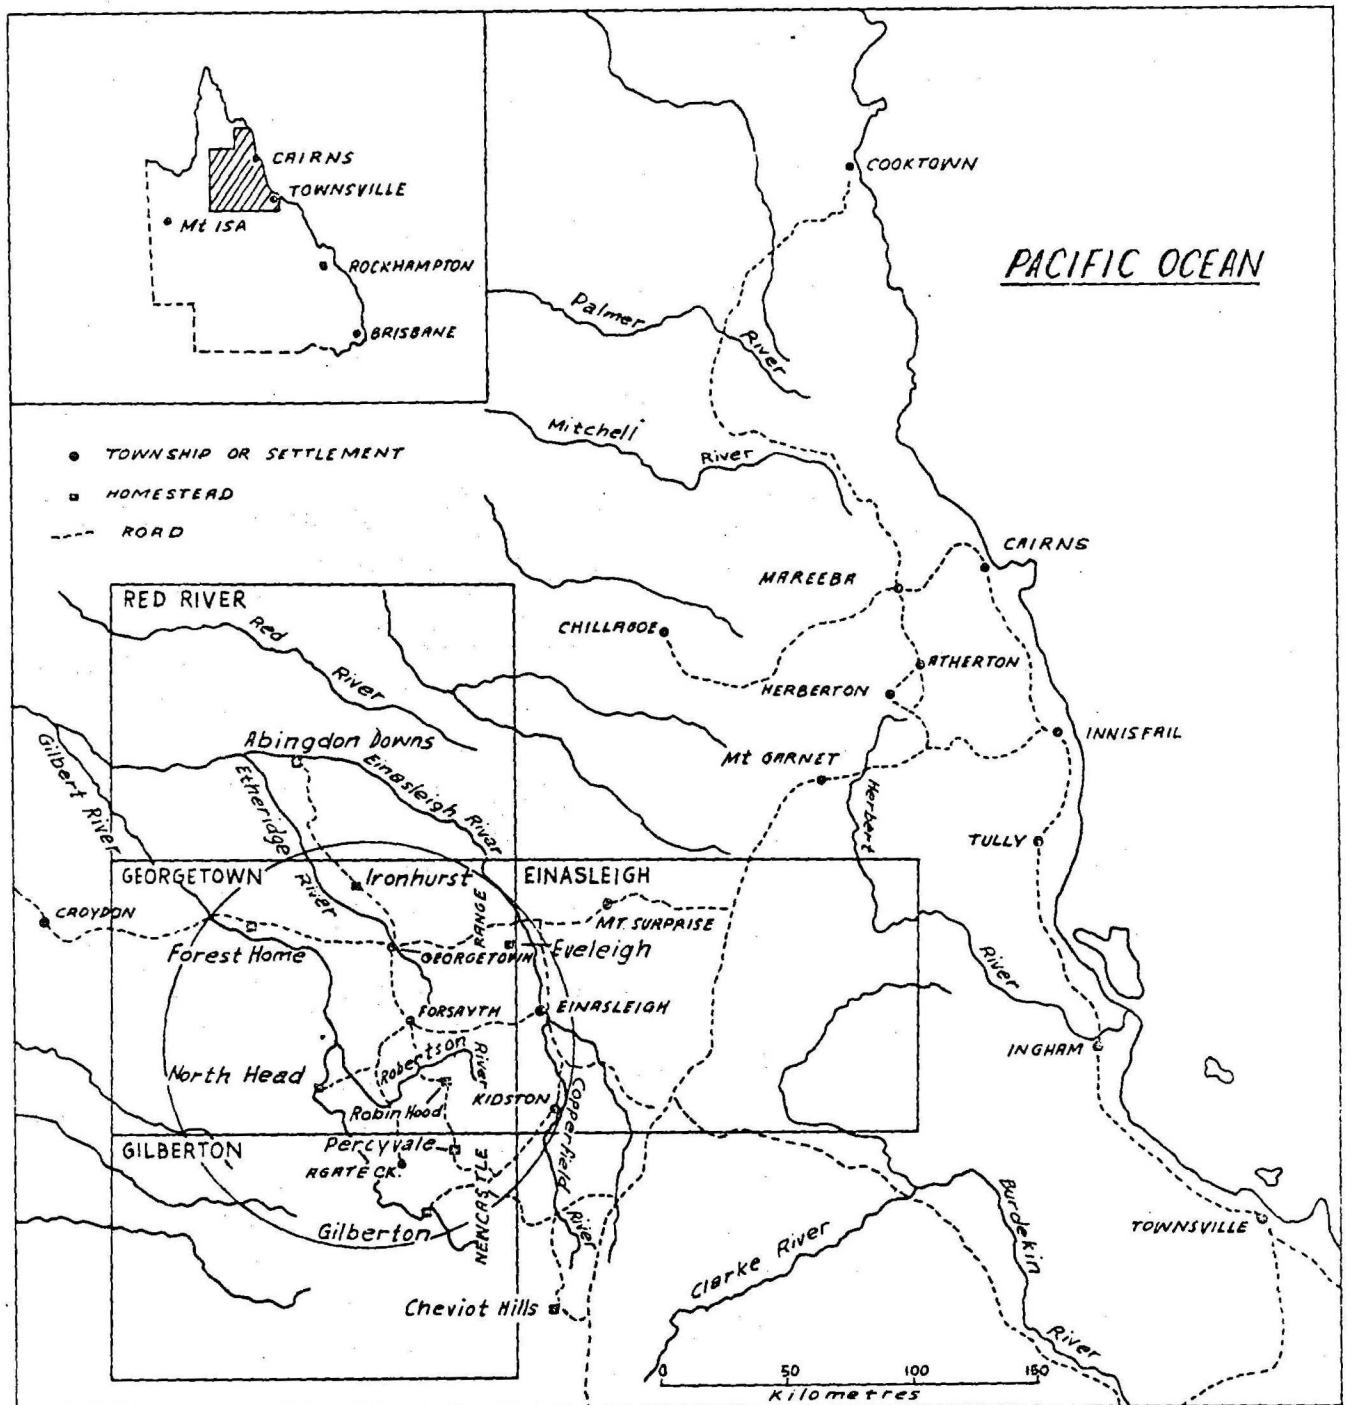 CAIRNS
TOWNSVILLE
Mt ISA
ROCKHAMPTON
BRISBANE
PACIFIC OCEAN
COOKTOWN
Palmer
River
Mitchell
River
TOWNSHIP OR SETTLEMENT
HOMESTEAD
ROAD
CAIRNS
MAREEBA
CHILLAGOE
ATHERTON
HERBERTON
INNISFAIL
Mt GARNET
Herbert
TULLY
RED RIVER
Red
River
Abingdon Downs
Gilbert River
Etheridge
River
Einasleigh River
GEORGETOWN
Ironhurst
EINASLEIGH
CROYDON
RANGE
MT. SURPRISE
Forest Home
GEORGETOWN
Eveleigh
River
FORSAYTH
EINASLEIGH
INGHAM
North Head
Robertson
River
Robin Hood
KIDSTON
Copperfield
River
GILBERTON
Percyvale
AGATE CK.
NEWCASTLE
Gilberton
Burdekin
River
TOWNSVILLE
Clarke River
Cheviot Hills
0 50 100 150
Kilometres